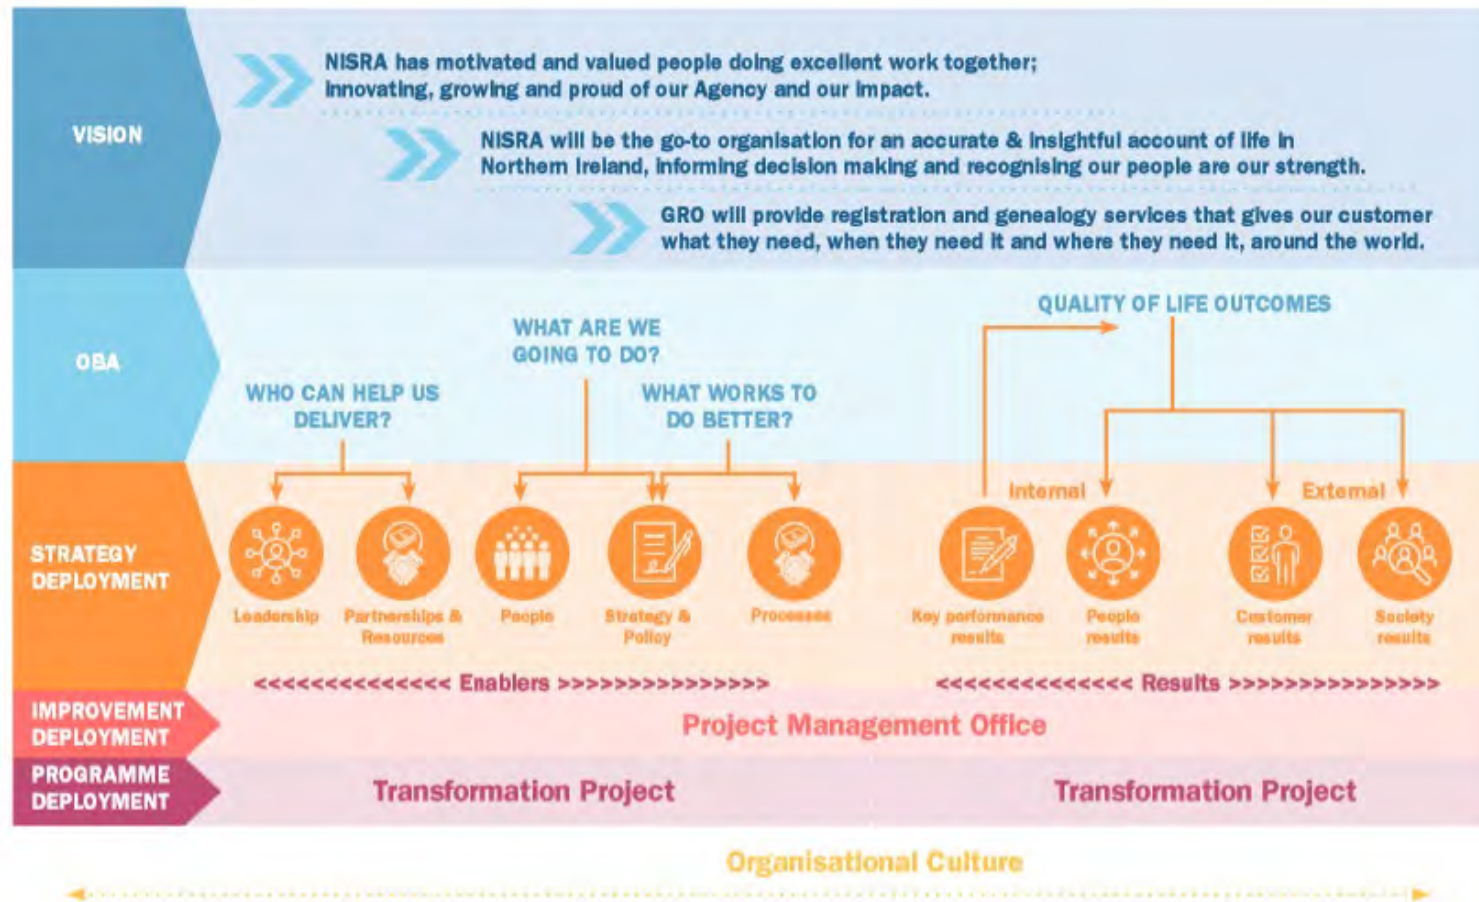 VISION
NISRA has motivated and valued people doing excellent work together;
innovating, growing and proud of our Agency and our impact.
NISRA will be the go-to organisation for an accurate & insightful account of life in
Northern Ireland, informing decision making and recognising our people are our strength.
GRO will provide registration and genealogy services that gives our customer
what they need, when they need it and where they need it, around the world.
OBA
WHO CAN HELP US
DELIVER?
WHAT ARE WE
GOING TO DO?
WHAT WORKS TO
DO BETTER?
QUALITY OF LIFE OUTCOMES
STRATEGY
DEPLOYMENT
Internal
External
Leadership
Partnerships &
Resources
People
Strategy &
Policy
Processes
Key performance
results
People
results
Customer
results
Society
results
<<<<<<<<<<<<<< Enablers >>>>>>>>>>>>>>>
<<<<<<<<<<<<<< Results >>>>>>>>>>>>>>>
IMPROVEMENT
DEPLOYMENT
Project Management Office
PROGRAMME
DEPLOYMENT
Transformation Project
Transformation Project
Organisational Culture